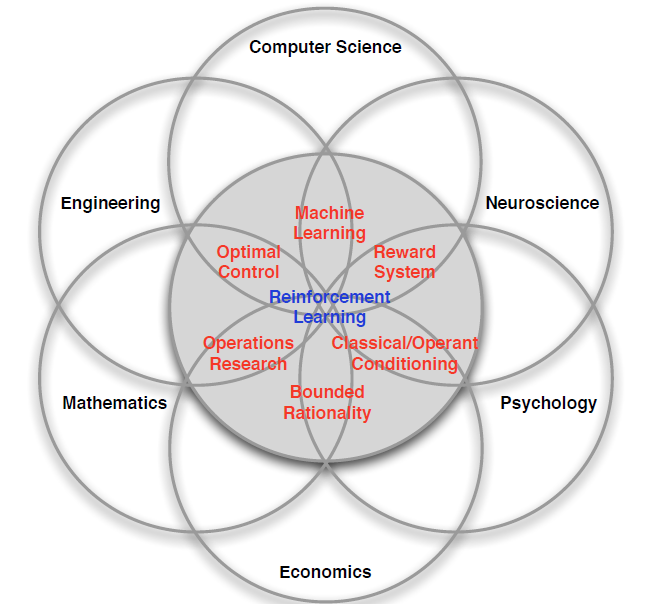 Computer Science
Engineering
Neuroscience
Machine
Learning
Optimal
Control
Reward
System
Reinforcement
Learning
Operations
Research
Classical/Operant
Conditioning
Bounded
Rationality
Mathematics
Psychology
Economics